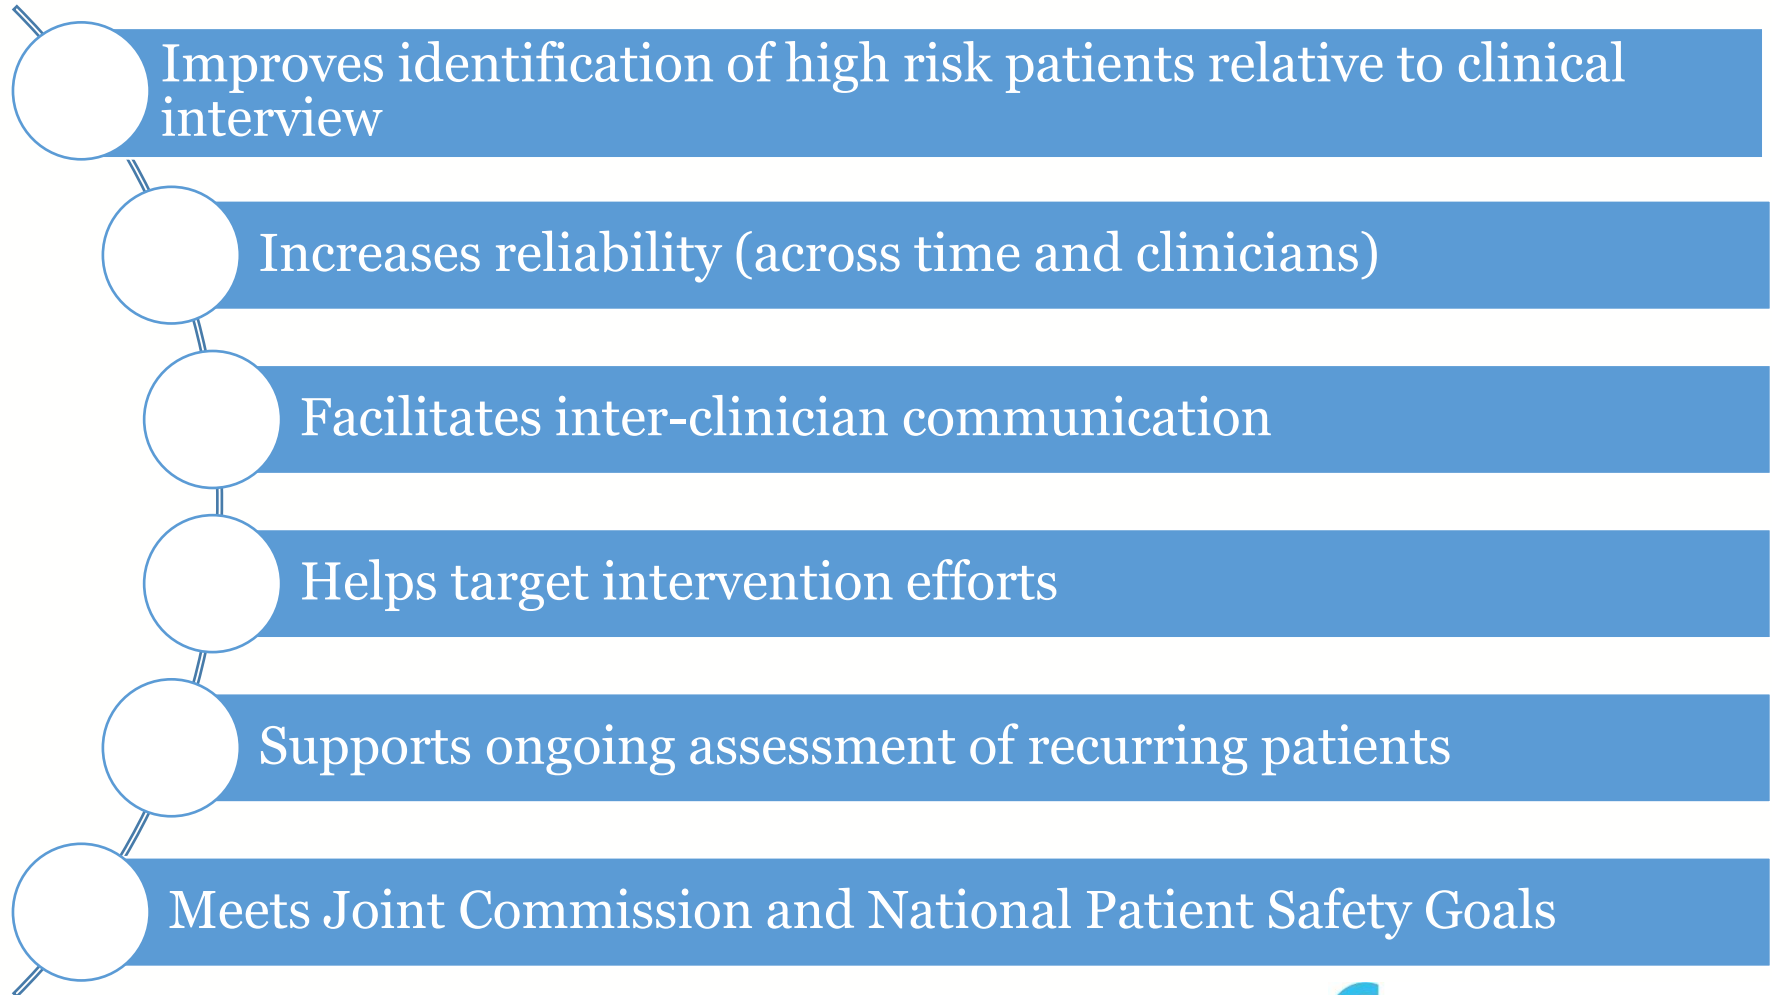 Improves identification of high risk patients relative to clinical
interview
Increases reliability (across time and clinicians)
Facilitates inter-clinician communication
Helps target intervention efforts
Supports ongoing assessment of recurring patients
Meets Joint Commission and National Patient Safety Goals